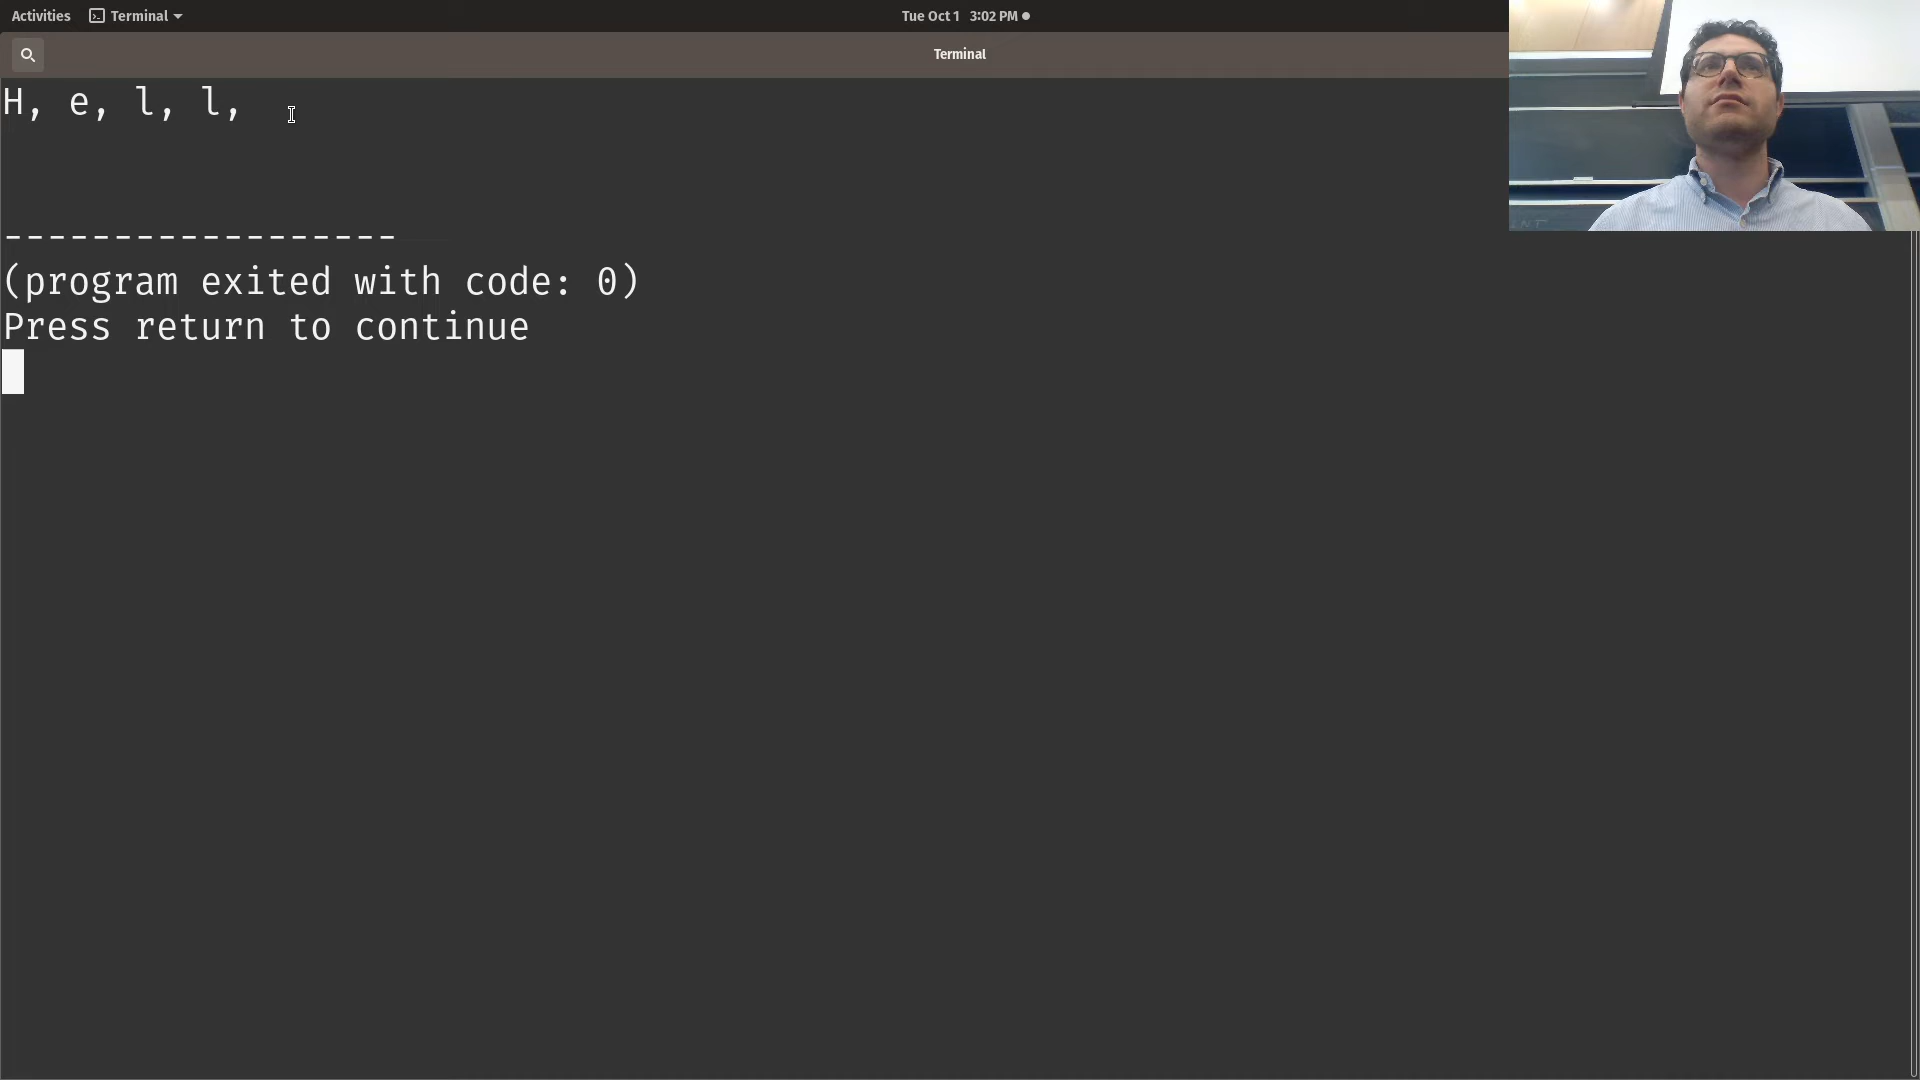 Activities Terminal Tue Oct 1 3:02 PM
Terminal
H, e, l, l,
------------------
(program exited with code: 0)
Press return to continue